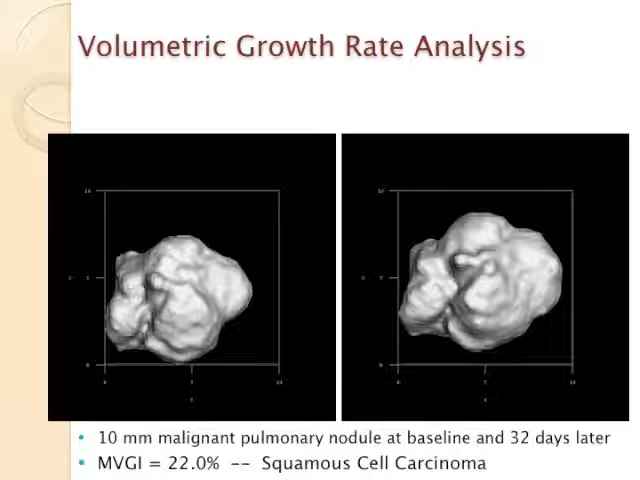 Volumetric Growth Rate Analysis
• 10 mm malignant pulmonary nodule at baseline and 32 days later
• MVGI = 22.0% -- Squamous Cell Carcinoma